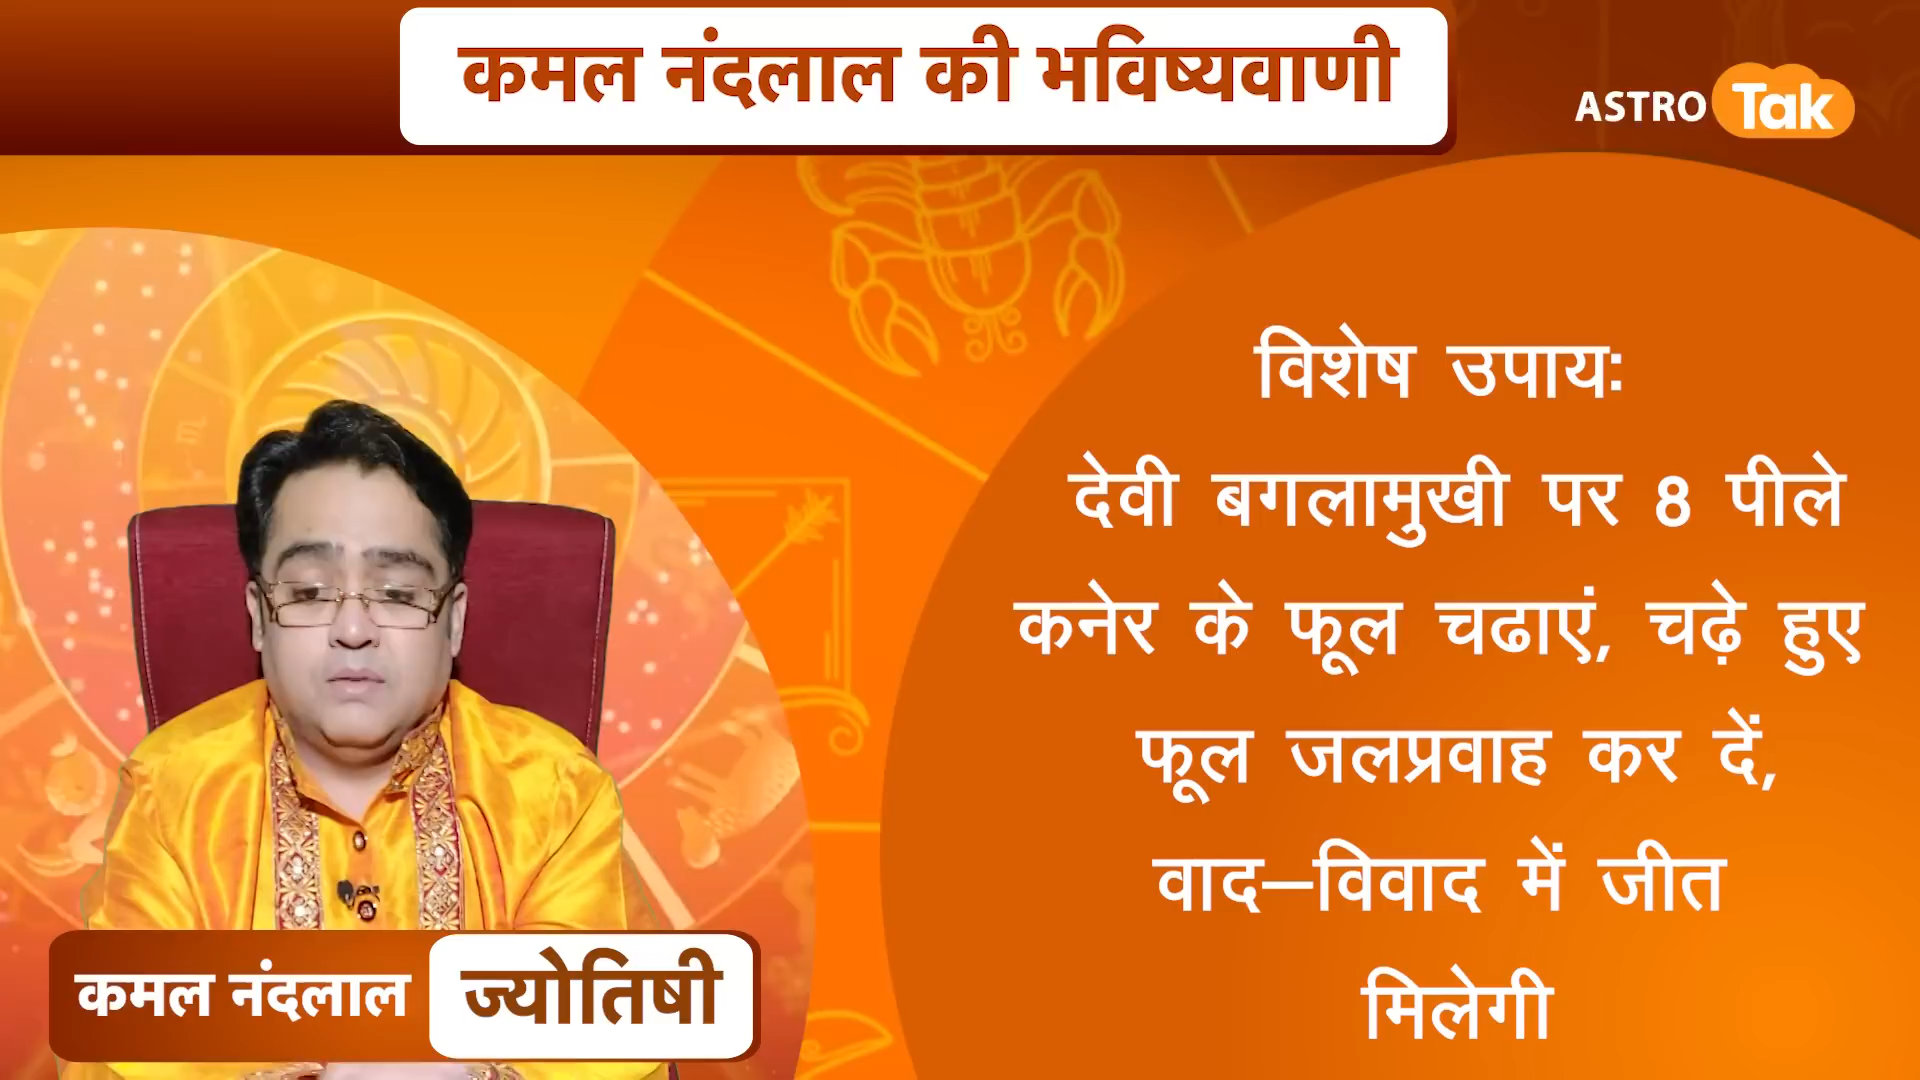 कमल नंदलाल की भविष्यवाणी
ASTRO Tak
विशेष उपायः
देवी बगलामुखी पर 8 पीले
कनेर के फूल चढाएं, चढ़े हुए
फूल जलप्रवाह कर दें,
वाद–विवाद में जीत
मिलेगी
कमल नंदलाल ज्योतिषी